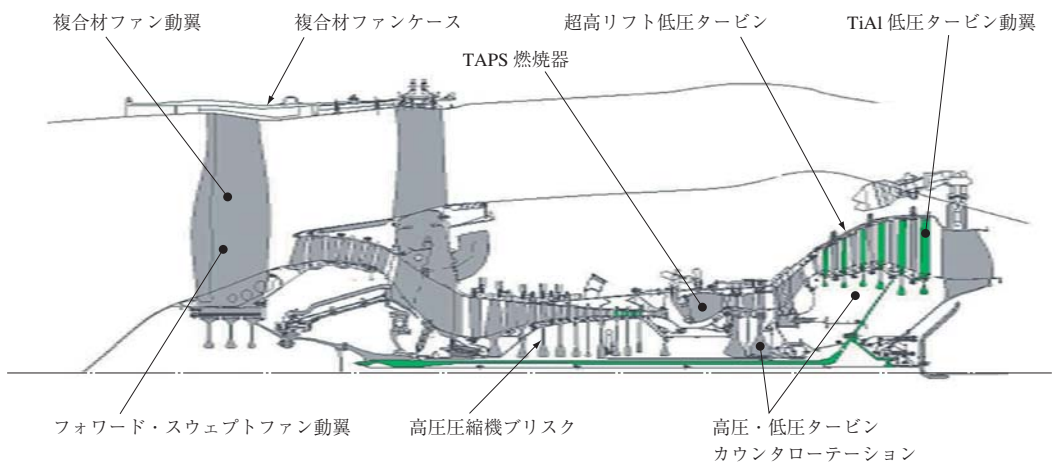 複合材ファン動翼
複合材ファンケース
超高リフト低圧タービン
TiAl 低圧タービン動翼
TAPS 燃焼器
フォワード・スウェプトファン動翼
高圧圧縮機ブリスク
高圧・低圧タービン
カウンタローテーション